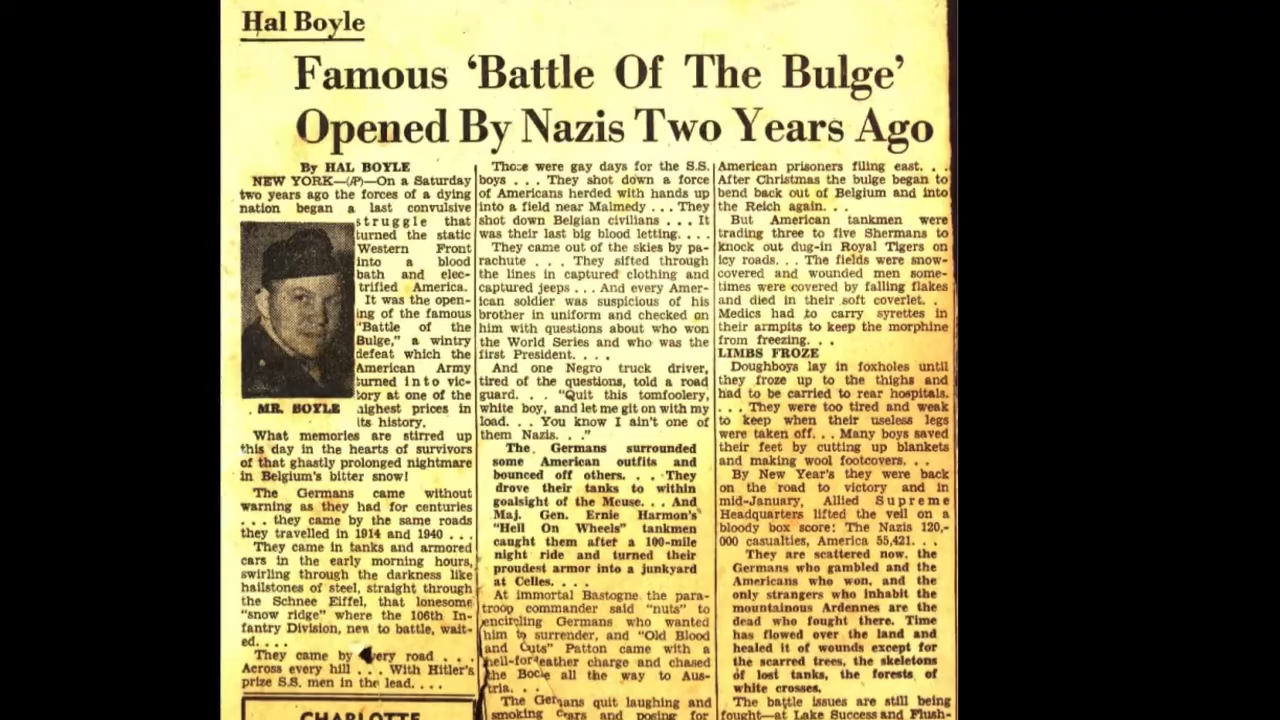 Hal Boyle
Famous ‘Battle Of The Bulge’
Opened By Nazis Two Years Ago
By HAL BOYLE
NEW YORK—(AP)—On a Saturday
two years ago the forces of a dying
nation began a last convulsive
struggle that
turned the static
Western Front
into a blood
bath and elec-
trified America.
It was the open-
ing of the famous
"Battle of the
Bulge," a wintry
defeat which the
American Army
turned into vic-
tory at one of the
highest prices in
its history.
MR. BOYLE
What memories are stirred up
this day in the hearts of survivors
of that ghastly prolonged nightmare
in Belgium's bitter snow!
The Germans came without
warning as they had for centuries
. . . they came by the same roads
they travelled in 1914 and 1940 . . .
They came in tanks and armored
cars in the early morning hours,
swirling through the darkness like
hailstones of steel, straight through
the Schnee Eiffel, that lonesome
"snow ridge" where the 106th In-
fantry Division, new to battle, wait-
ed. . . .
They came by every road . . .
Across every hill . . . With Hitler's
prize S.S. men in the lead. . . .
CHARLOTTE
Those were gay days for the S.S.
boys . . . They shot down a force
of Americans herded with hands up
into a field near Malmedy . . . They
shot down Belgian civilians . . . It
was their last big blood letting. . . .
They came out of the skies by pa-
rachute . . . They sifted through
the lines in captured clothing and
captured jeeps . . . And every Amer-
ican soldier was suspicious of his
brother in uniform and checked on
him with questions about who won
the World Series and who was the
first President. . . .
And one Negro truck driver,
tired of the questions, told a road
guard. . . "Quit this tomfoolery,
white boy, and let me git on with my
load. . . You know I ain't one of
them Nazis. . ."
The Germans surrounded
some American outfits and
bounced off others. . . . They
drove their tanks to within
goalsight of the Meuse. . . And
Maj. Gen. Ernie Harmon's
"Hell On Wheels" tankmen
caught them after a 100-mile
night ride and turned their
proudest armor into a junkyard
at Celles. . . .
At immortal Bastogne the para-
troop commander said "nuts" to
encircling Germans who wanted
him to surrender, and "Old Blood
and Guts" Patton came with a
hell-for-leather charge and chased
the Boche all the way to Aus-
tria. . .
The Germans quit laughing and
smoking cigars and posing for
American prisoners filing east. . .
After Christmas the bulge began to
bend back out of Belgium and into
the Reich again. . .
But American tankmen were
trading three to five Shermans to
knock out dug-in Royal Tigers on
icy roads. . . The fields were snow-
covered and wounded men some-
times were covered by falling flakes
and died in their soft coverlet. .
Medics had to carry syrettes in
their armpits to keep the morphine
from freezing. . .
LIMBS FROZE
Doughboys lay in foxholes until
they froze up to the thighs and
had to be carried to rear hospitals.
. . . They were too tired and weak
to keep when their useless legs
were taken off. . . Many boys saved
their feet by cutting up blankets
and making wool footcovers. . .
By New Year's they were back
on the road to victory and in
mid-January, Allied Supreme
Headquarters lifted the veil on a
bloody box score: The Nazis 120,-
000 casualties, America 55,421. . .
They are scattered now, the
Germans who gambled and the
Americans who won, and the
only strangers who inhabit the
mountainous Ardennes are the
dead who fought there. Time
has flowed over the land and
healed it of wounds except for
the scarred trees, the skeletons
of lost tanks, the forests of
white crosses.
The battle issues are still being
fought—at Lake Success and Flush-